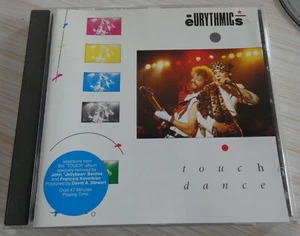 EURYTHMICS
touch
dance
selections from
the "TOUCH" album
specially remixed by
John "Jellybean" Benitez
and Francois Kevorkian
Produced by David A. Stewart
Over 47 Minutes
Playing Time